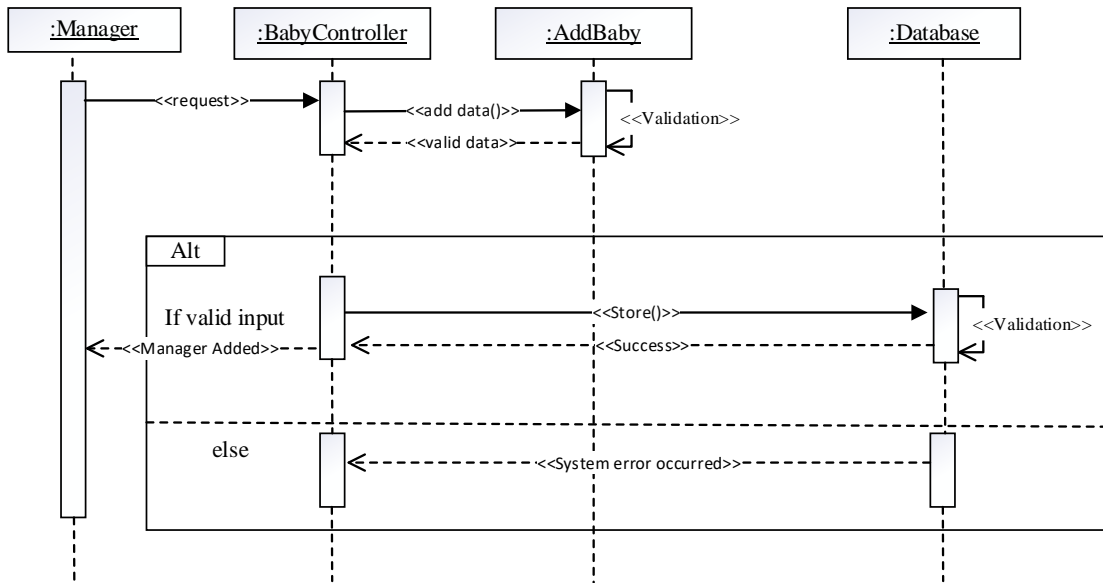 :Manager
:BabyController
:AddBaby
:Database
<<request>>
<<add data()>>
<<Validation>>
<<valid data>>
Alt
If valid input
<<Store()>>
<<Validation>>
<<Manager Added>>
<<Success>>
else
<<System error occurred>>